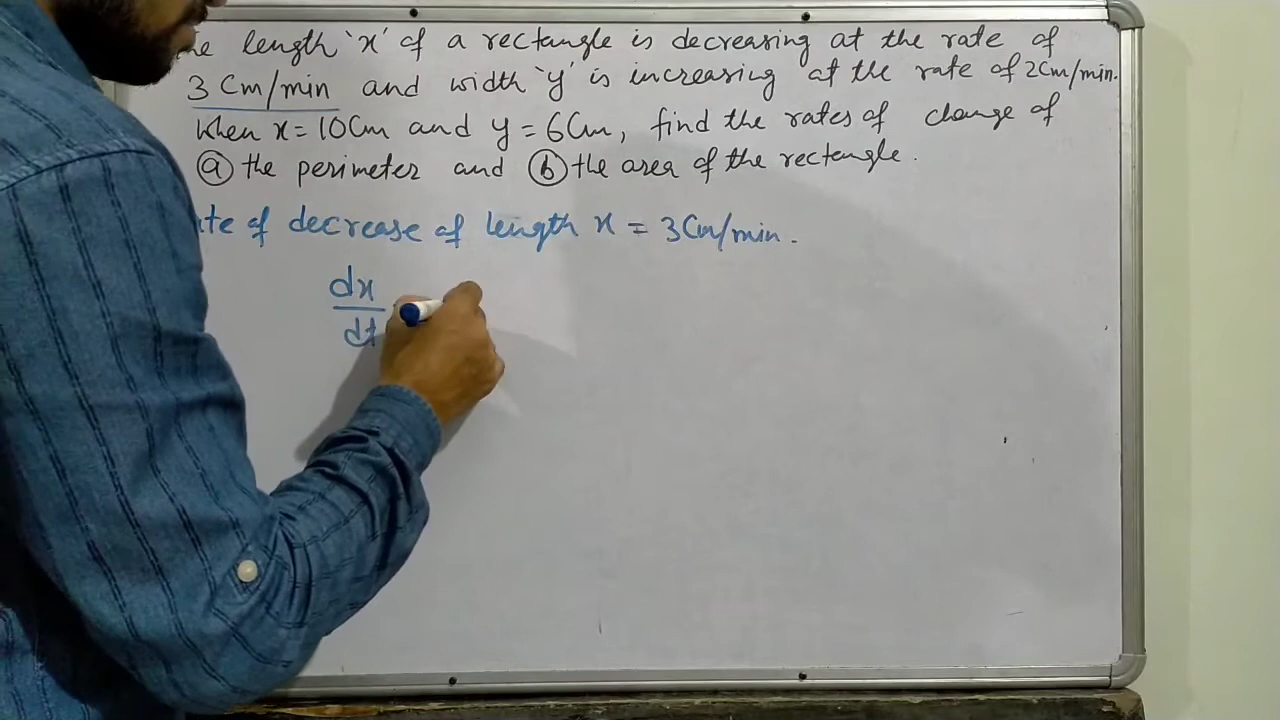 length 'x' of a rectangle is decreasing at the rate of
3 Cm/min and width 'y' is increasing at the rate of 2Cm/min.
When x = 10Cm and y = 6Cm, find the rates of change of
ⓐ the perimeter and ⓑ the area of the rectangle.
of decrease of length x = 3Cm/min.
dx
dt